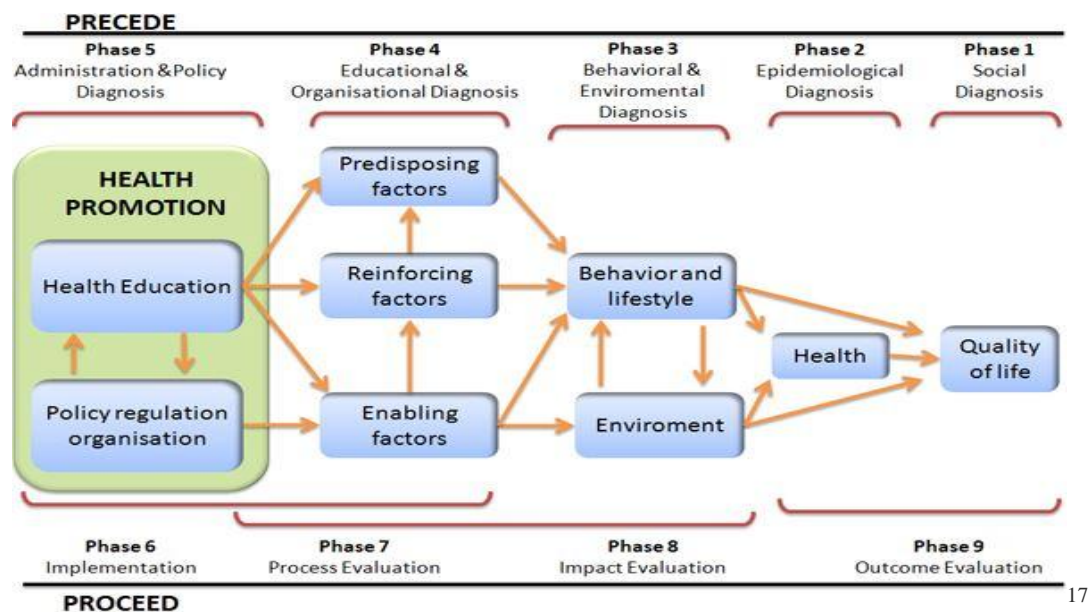 PRECEDE
Phase 5
Administration &Policy
Diagnosis
Phase 4
Educational &
Organisational Diagnosis
Phase 3
Behavioral &
Enviromental
Diagnosis
Phase 2
Epidemiological
Diagnosis
Phase 1
Social
Diagnosis
HEALTH
PROMOTION
Health Education
Policy regulation
organisation
Predisposing
factors
Reinforcing
factors
Enabling
factors
Behavior and
lifestyle
Enviroment
Health
Quality
of life
Phase 6
Implementation
Phase 7
Process Evaluation
Phase 8
Impact Evaluation
Phase 9
Outcome Evaluation
PROCEED
17